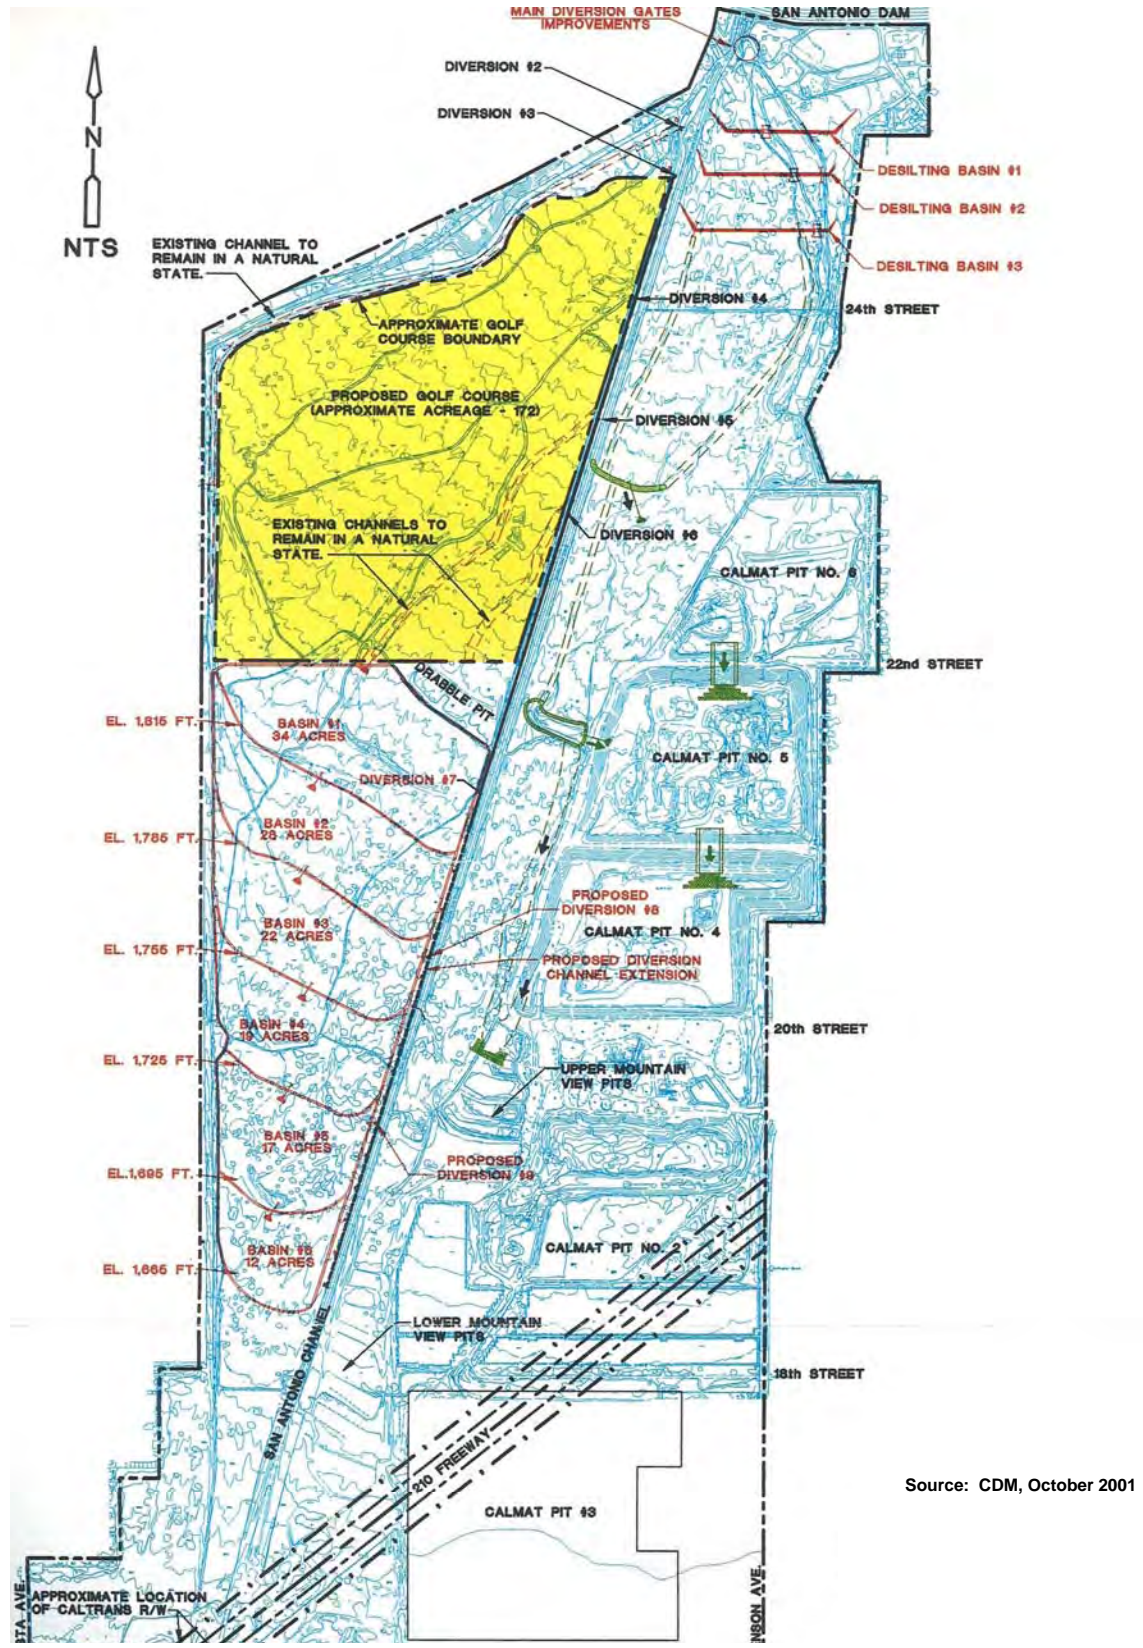 MAIN DIVERSION GATES
IMPROVEMENTS
SAN ANTONIO DAM
DIVERSION #2
DIVERSION #3
N
NTS
DESILTING BASIN #1
DESILTING BASIN #2
DESILTING BASIN #3
EXISTING CHANNEL TO
REMAIN IN A NATURAL
STATE.
DIVERSION #4
24th STREET
APPROXIMATE GOLF
COURSE BOUNDARY
PROPOSED GOLF COURSE
(APPROXIMATE ACREAGE - 172)
DIVERSION #5
EXISTING CHANNELS TO
REMAIN IN A NATURAL
STATE.
DIVERSION #6
CALMAT PIT NO. 6
22nd STREET
DRABBLE PIT
EL. 1,815 FT.
BASIN #1
34 ACRES
CALMAT PIT NO. 5
DIVERSION #7
EL. 1,785 FT.
BASIN #2
28 ACRES
PROPOSED
DIVERSION #8
BASIN #3
22 ACRES
CALMAT PIT NO. 4
EL. 1,755 FT.
PROPOSED DIVERSION
CHANNEL EXTENSION
BASIN #4
19 ACRES
20th STREET
EL. 1,725 FT.
UPPER MOUNTAIN
VIEW PITS
BASIN #5
17 ACRES
EL. 1,695 FT.
PROPOSED
DIVERSION #9
BASIN #6
12 ACRES
CALMAT PIT NO. 2
EL. 1,665 FT.
LOWER MOUNTAIN
VIEW PITS
SAN ANTONIO CHANNEL
18th STREET
210 FREEWAY
Source: CDM, October 2001
CALMAT PIT #3
APPROXIMATE LOCATION
OF CALTRANS R/W
STA AVE.
NSON AVE.